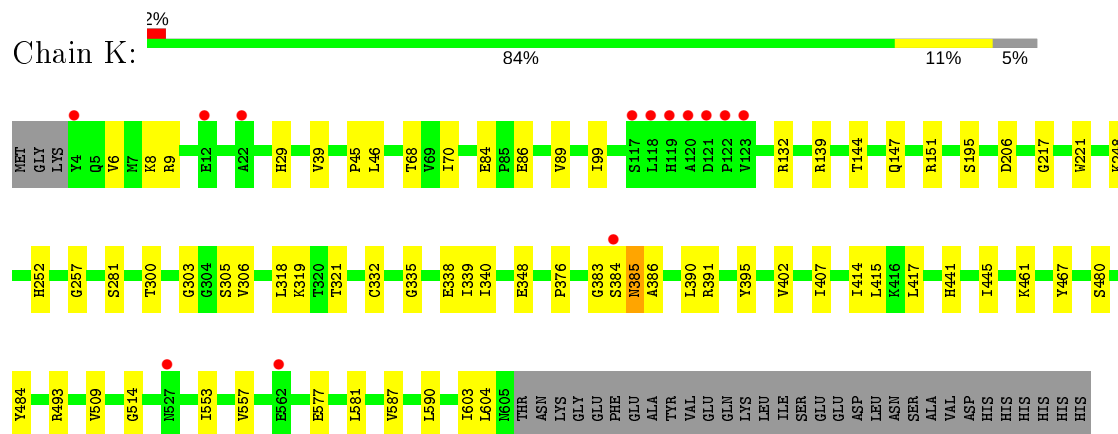 2%
Chain K:
84% 11% 5%
MET GLY LYS Y4 Q5 V6 M7 K8 R9 E12 A22 H29 V39 P45 L46 T68 V69 I70 E84 P85 E86 V89 I99 S117 L118 H119 A120 D121 P122 V123 R132 R139 T144 Q147 R151 S195 D206 G217 W221 K248
H252 G257 S281 T300 G303 G304 S305 V306 L318 K319 T320 T321 C332 G335 E338 I339 I340 E348 P376 G383 S384 N385 A386 L390 R391 Y395 V402 I407 I414 L415 K416 L417 H441 I445 K461 Y467 S480
Y484 R493 V509 G514 N527 I553 V557 E562 E577 L581 V587 L590 I603 L604 N605 THR ASN LYS GLY GLU PHE GLU ALA TYR VAL GLU GLN LYS LEU ILE SER GLU GLU ASP LEU ASN SER ALA VAL ASP HIS HIS HIS HIS HIS HIS